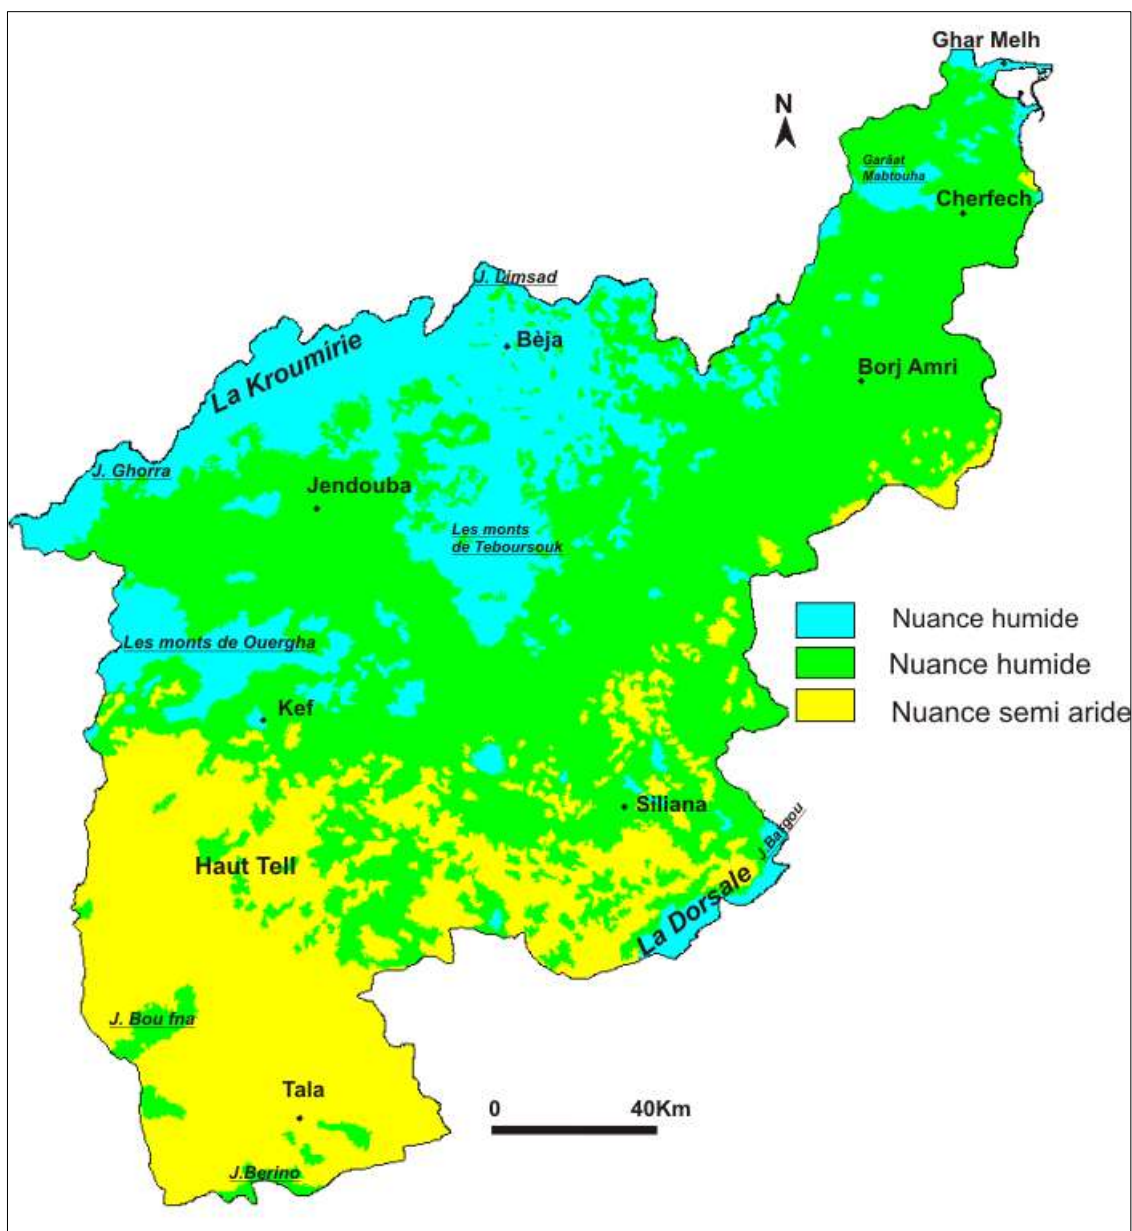 Ghar Melh
N
Garâat
Mabtouha
Cherfech
J. Limsad
Bèja
La Kroumirie
Borj Amri
J. Ghorra
Jendouba
Les monts
de Teboursouk
Nuance humide
Les monts de Ouergha
Nuance humide
Kef
Nuance semi aride
Siliana
J.Bargou
Haut Tell
La Dorsale
J. Bou fna
Tala
0 40Km
J.Berino